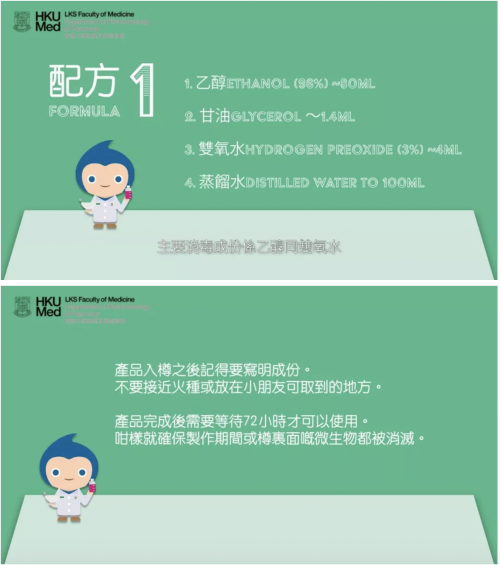 HKU
Med
LKS Faculty of Medicine
配方 1
FORMULA
1. 乙醇ETHANOL (96%) ~80ML
2. 甘油GLYCEROL ～1.4ML
3. 雙氧水HYDROGEN PREOXIDE (3%) ~4ML
4. 蒸餾水DISTILLED WATER TO 100ML
主要消毒成份係乙醇同雙氧水
HKU
Med
LKS Faculty of Medicine
產品入樽之後記得要寫明成份。
不要接近火種或放在小朋友可取到的地方。
產品完成後需要等待72小時才可以使用。
咁樣就確保製作期間或樽裏面嘅微生物都被消滅。